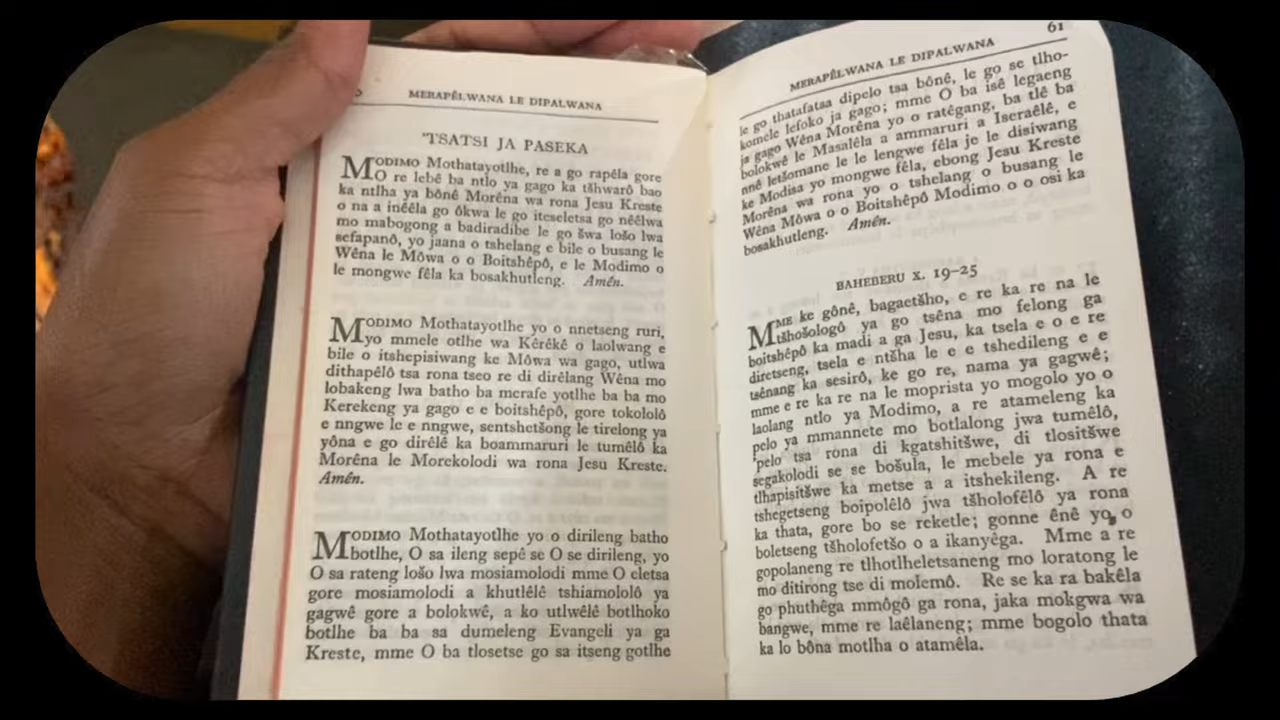 MERAPÊLWANA LE DIPALWANA
'TSATSI JA PASEKA
MODIMO Mothatayotlhe, re a go rapêla gore
O re lebê ba ntlo ya gago ka tšhwarô bao
ka ntlha ya bônê Morêna wa rona Jesu Kreste
o na a inêêla go ôkwa le go iteseletsa go nêêlwa
mo mabogong a badiradibe le go šwa lošo lwa
sefapanô, yo jaana o tshelang e bile o busang le
Wêna le Môwa o o Boitshêpô, e le Modimo o
le mongwe fêla ka bosakhutleng. Amên.
MODIMO Mothatayotlhe yo o nnetseng ruri,
yo mmele otlhe wa Kêrêkê o laolwang e
bile o itshepisiwang ke Môwa wa gago, utlwa
dithapêlô tsa rona tseo re di dirêlang Wêna mo
lobakeng lwa batho ba merafe yotlhe ba ba mo
Kerekeng ya gago e e boitshêpô, gore tokololô
e nngwe le e nngwe, sentshetšong le tirelong ya
yôna e go dirêlê ka boammaruri le tumêlô ka
Morêna le Morekolodi wa rona Jesu Kreste.
Amên.
MODIMO Mothatayotlhe yo o dirileng batho
botlhe, O sa ileng sepê se O se dirileng, yo
O sa rateng lošo lwa mosiamolodi mme O eletsa
gore mosiamolodi a khutlêlê tshiamololô ya
gagwê gore a bolokwê, a ko utlwêlê botlhoko
botlhe ba ba sa dumeleng Evangeli ya ga
Kreste, mme O ba tlosetse go sa itseng gotlhe
61
MERAPÊLWANA LE DIPALWANA
le go thatafatsa dipelo tsa bônê, le go se tlho-
komele lefoko ja gago; mme O ba isê legaeng
ja gago Wêna Morêna yo o ratêgang, ba tlê ba
bolokwê le Masalêla a ammaruri a Iseraêlê, e
nnê letšomane le le lengwe fêla je le disiwang
ke Modisa yo mongwe fêla, ebong Jesu Kreste
Morêna wa rona yo o tshelang o busang le
Wêna Môwa o o Boitshêpô Modimo o o osi ka
bosakhutleng. Amên.
BAHEBERU X. 19-25
MME ke gônê, bagaetšho, e re ka re na le
tšhošologô ya go tsêna mo felong ga
boitshêpô ka madi a ga Jesu, ka tsela e o e re
diretseng, tsela e ntšha le e e tshedileng e e
tsênang ka sesirô, ke go re, nama ya gagwê;
mme e re ka re na le moprista yo mogolo yo o
laolang ntlo ya Modimo, a re atameleng ka
pelo ya mmannete mo botlalong jwa tumêlô,
'pelo tsa rona di kgatshitšwe, di tlositšwe
segakolodi se se bošula, le mebele ya rona e
tlhapisitšwe ka metse a a itshekileng. A re
tshegetseng boipolêlô jwa tšholofêlô ya rona
ka thata, gore bo se reketle; gonne ênê yo, o
boletseng tšholofetšo o a ikanyêga. Mme a re
gopolaneng re tlhotlheletsaneng mo loratong le
mo ditirong tse di molemô. Re se ka ra bakêla
go phuthêga mmôgô ga rona, jaka mokgwa wa
bangwe, mme re laêlaneng; mme bogolo thata
ka lo bôna motlha o atamêla.